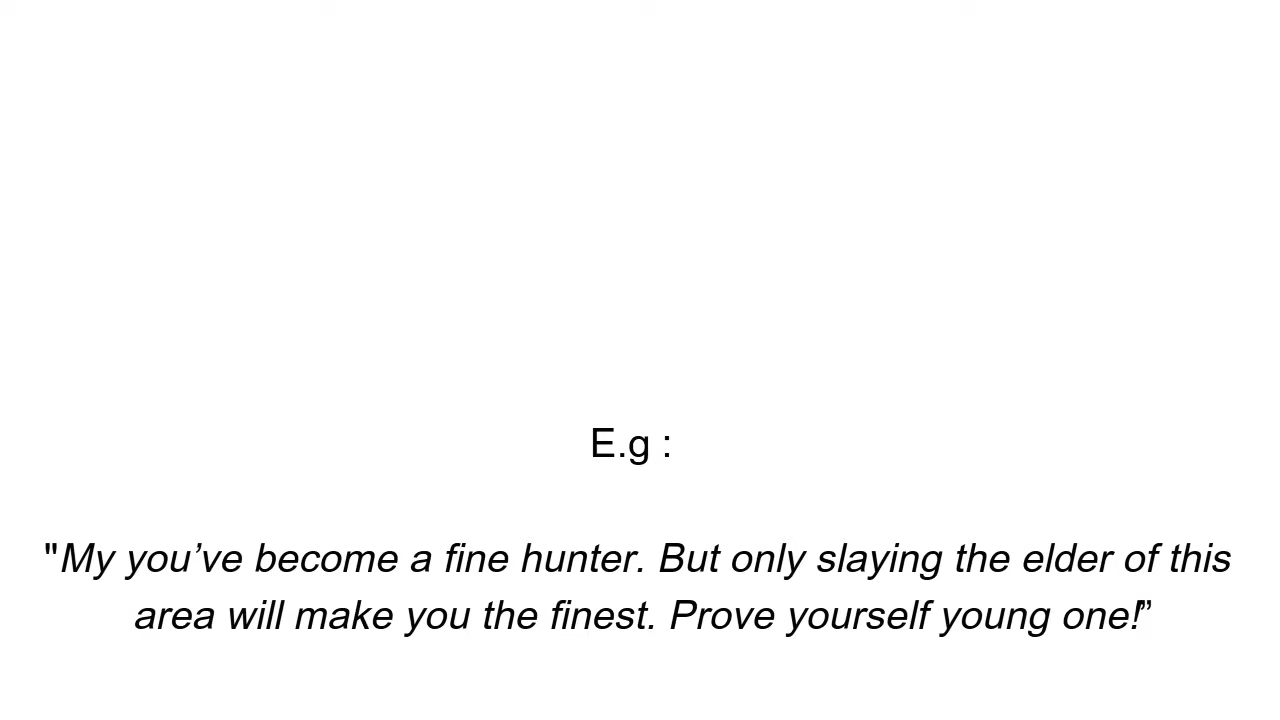 E.g :
"My you’ve become a fine hunter. But only slaying the elder of this
area will make you the finest. Prove yourself young one!”